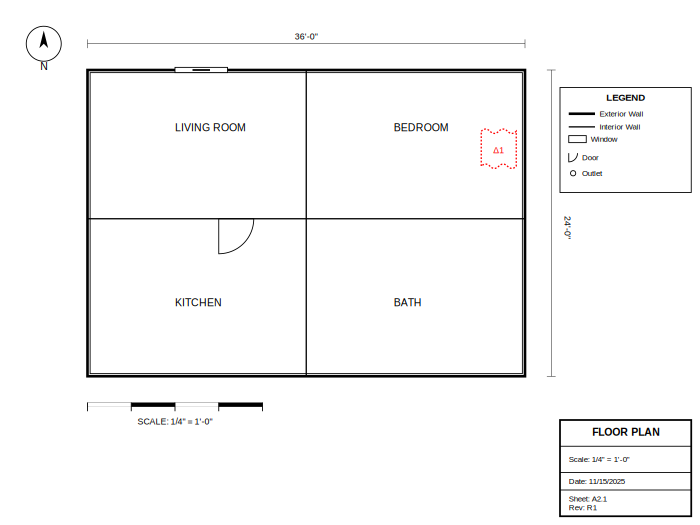 36'-0"
N
LIVING ROOM
BEDROOM
Δ1
KITCHEN
BATH
24'-0"
SCALE: 1/4" = 1'-0"
LEGEND
Exterior Wall
Interior Wall
Window
Door
Outlet
FLOOR PLAN
Scale: 1/4" = 1'-0"
Date: 11/15/2025
Sheet: A2.1
Rev: R1